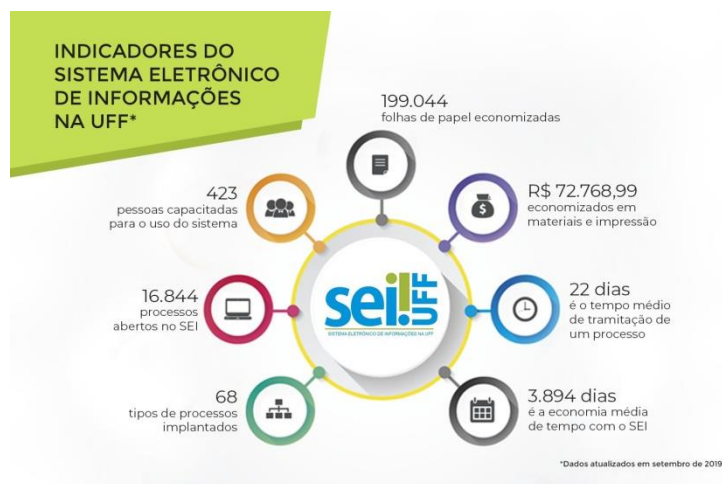 INDICADORES DO
SISTEMA ELETRÔNICO
DE INFORMAÇÕES
NA UFF*
199.044
folhas de papel economizadas
423
pessoas capacitadas
para o uso do sistema
R$ 72.768,99
economizados em
materiais e impressão
16.844
processos
abertos no SEI
sei!UFF
SISTEMA ELETRÔNICO DE INFORMAÇÕES NA UFF
22 dias
é o tempo médio
de tramitação de
um processo
68
tipos de processos
implantados
3.894 dias
é a economia média
de tempo com o SEI
*Dados atualizados em setembro de 2019